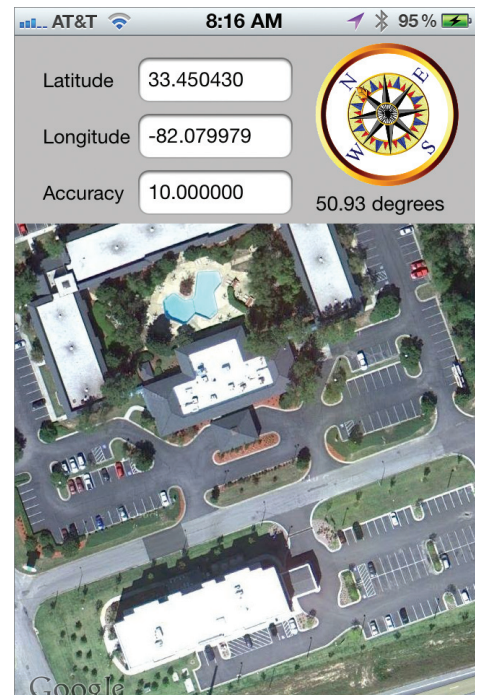 AT&T 8:16 AM 95%
Latitude 33.450430
Longitude -82.079979
Accuracy 10.000000
N E
W S
50.93 degrees
Google